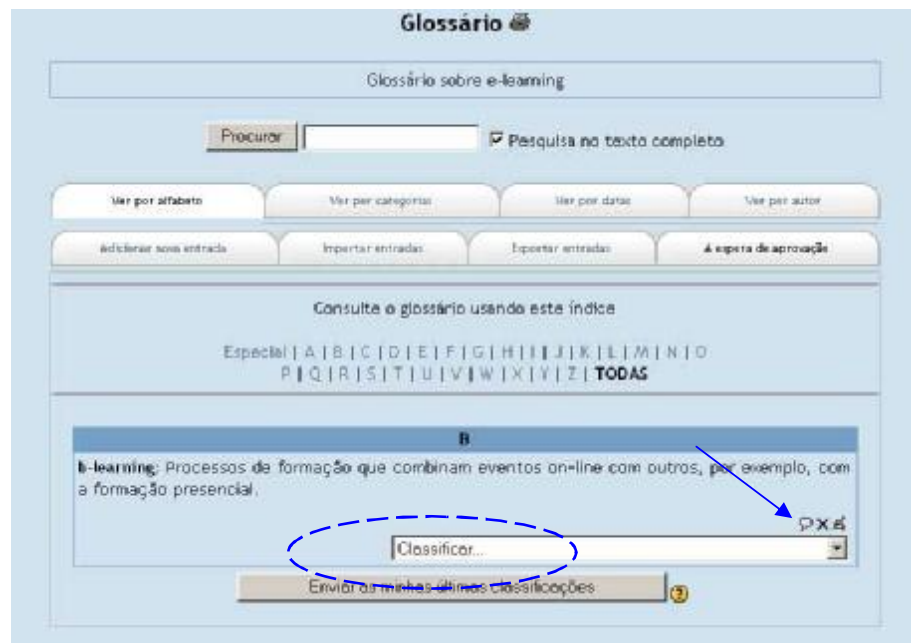 Glossário
Glossário sobre e-learning
Procurar Pesquisa no texto completo
Ver por alfabeto Ver por categorias Ver por datas Ver por autor
Adicionar nova entrada Importar entradas Exportar entradas À espera de aprovação
Consulte o glossário usando este índice
Especial | A | B | C | D | E | F | G | H | I | J | K | L | M | N | O
P | Q | R | S | T | U | V | W | X | Y | Z | TODAS
B
b-learning: Processos de formação que combinam eventos on-line com outros, por exemplo, com
a formação presencial.
Classificar...
Enviar as minhas últimas classificações